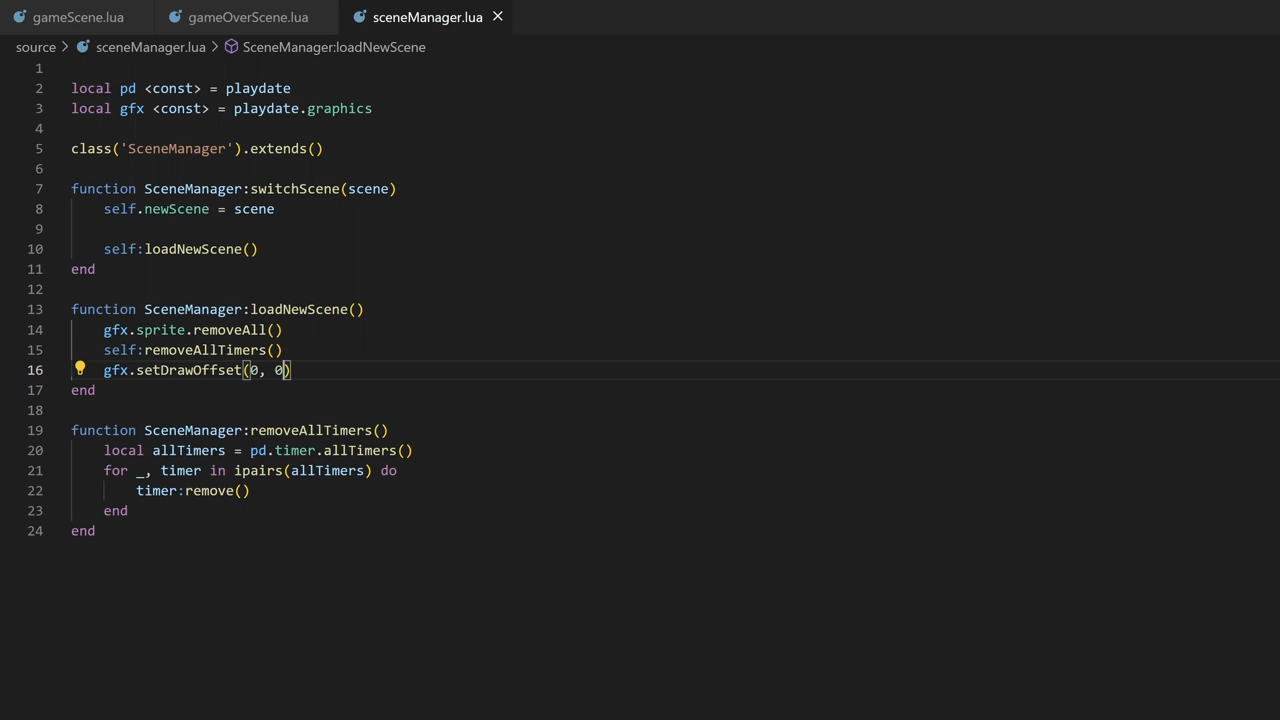 gameScene.lua gameOverScene.lua sceneManager.lua ×
source > sceneManager.lua > SceneManager:loadNewScene
1
2 local pd <const> = playdate
3 local gfx <const> = playdate.graphics
4
5 class('SceneManager').extends()
6
7 function SceneManager:switchScene(scene)
8     self.newScene = scene
9
10     self:loadNewScene()
11 end
12
13 function SceneManager:loadNewScene()
14     gfx.sprite.removeAll()
15     self:removeAllTimers()
16     gfx.setDrawOffset(0, 0)
17 end
18
19 function SceneManager:removeAllTimers()
20     local allTimers = pd.timer.allTimers()
21     for _, timer in ipairs(allTimers) do
22         timer:remove()
23     end
24 end